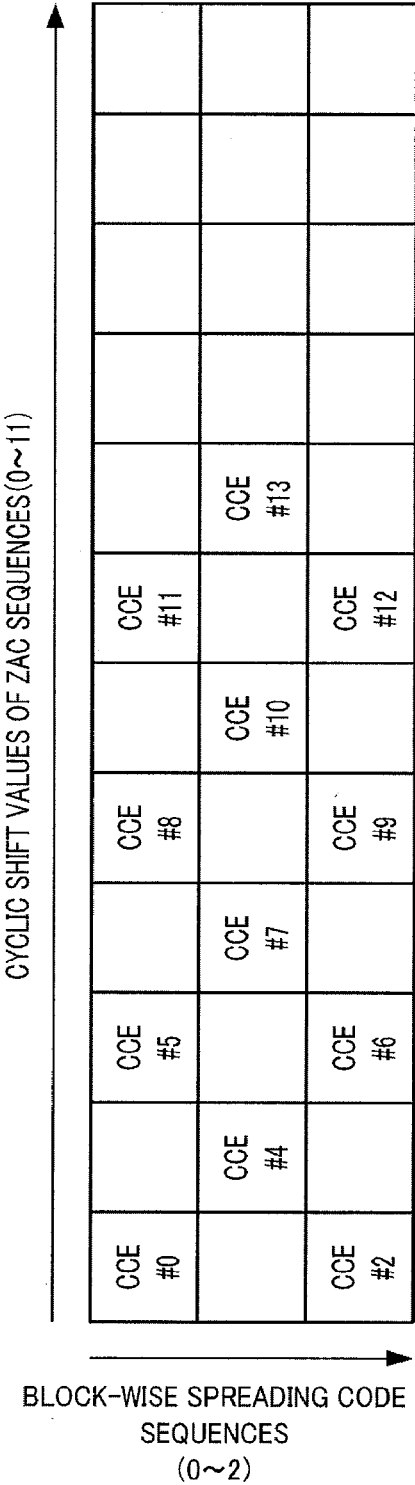 CYCLIC SHIFT VALUES OF ZAC SEQUENCES(0~11)
CCE
#0
CCE
#5
CCE
#8
CCE
#11
CCE
#4
CCE
#7
CCE
#10
CCE
#13
CCE
#2
CCE
#6
CCE
#9
CCE
#12
BLOCK-WISE SPREADING CODE
SEQUENCES
(0~2)